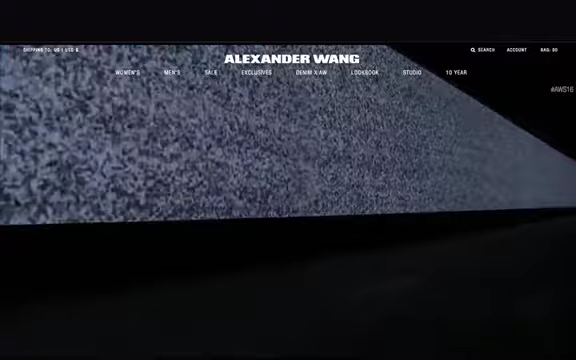 SHIPPING TO: US | USD $
SEARCH ACCOUNT BAG: $0
ALEXANDER WANG
WOMEN'S MEN'S SALE EXCLUSIVES DENIM X AW LOOKBOOK STUDIO 10 YEAR
#AWS16